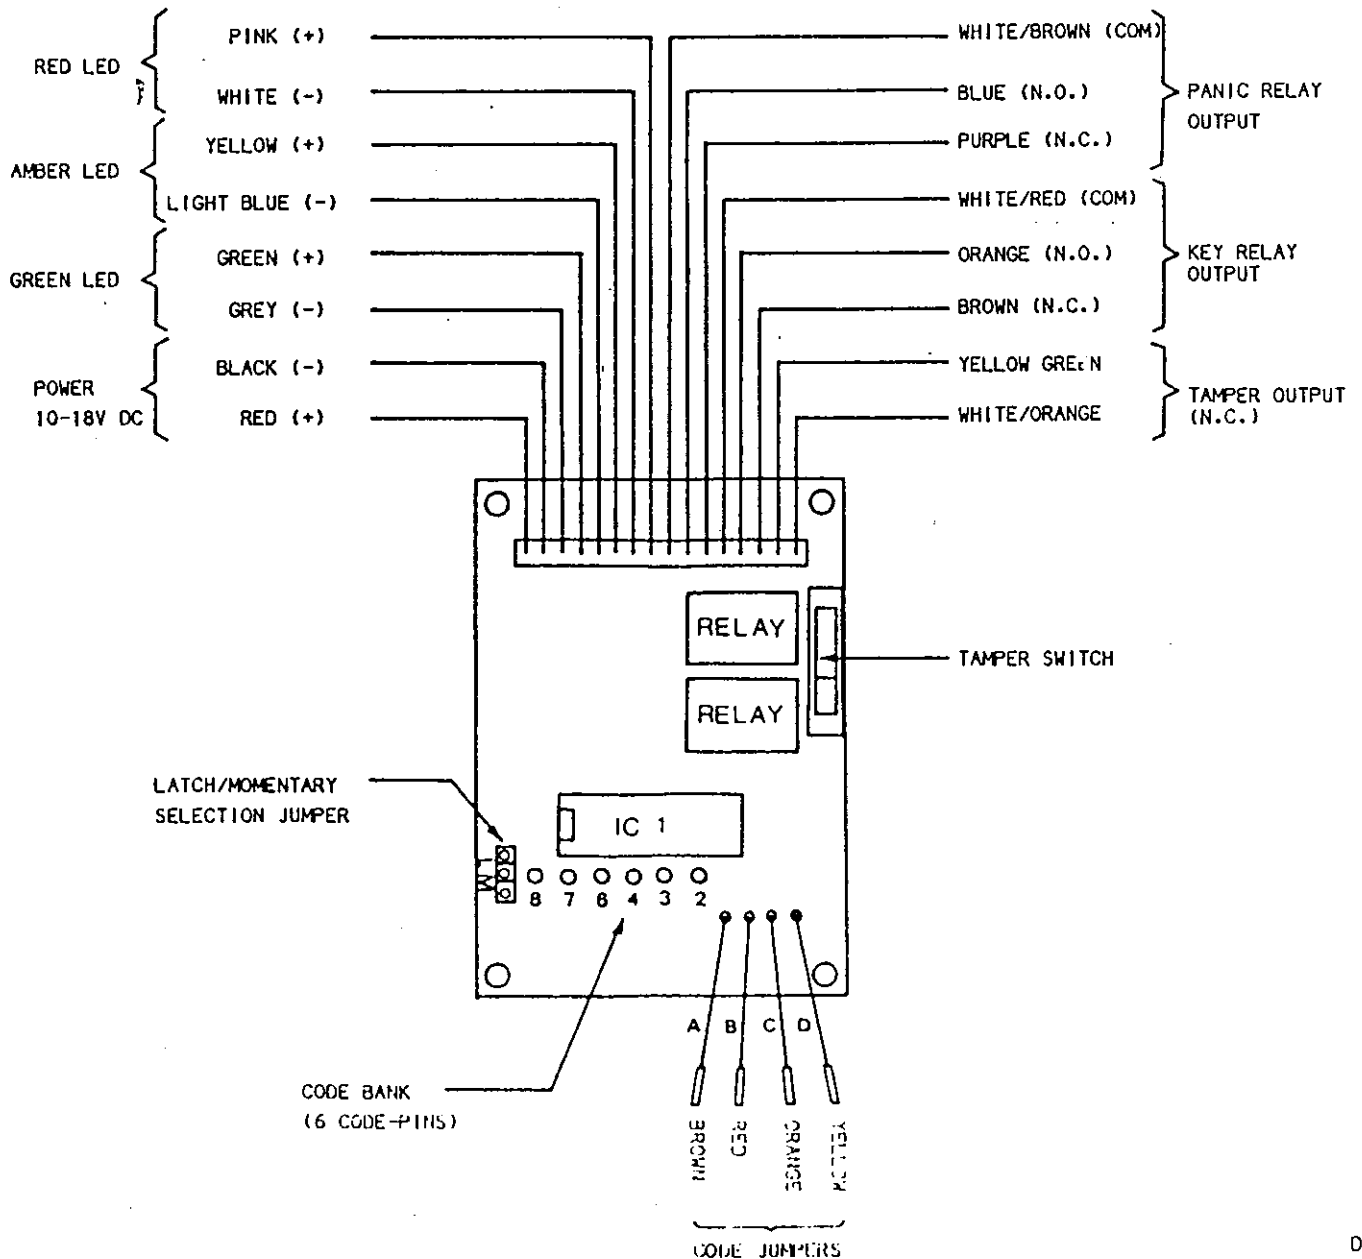 RED LED
PINK (+)
WHITE (-)
AMBER LED
YELLOW (+)
LIGHT BLUE (-)
GREEN LED
GREEN (+)
GREY (-)
POWER
10-18V DC
BLACK (-)
RED (+)
WHITE/BROWN (COM)
BLUE (N.O.)
PURPLE (N.C.)
PANIC RELAY
OUTPUT
WHITE/RED (COM)
ORANGE (N.O.)
BROWN (N.C.)
KEY RELAY
OUTPUT
YELLOW GREEN
WHITE/ORANGE
TAMPER OUTPUT
(N.C.)
RELAY
RELAY
TAMPER SWITCH
LATCH/MOMENTARY
SELECTION JUMPER
IC 1
L
M
8 7 6 4 3 2
CODE BANK
(6 CODE-PINS)
A B C D
BROWN
RED
ORANGE
YELLOW
CODE JUMPERS
D